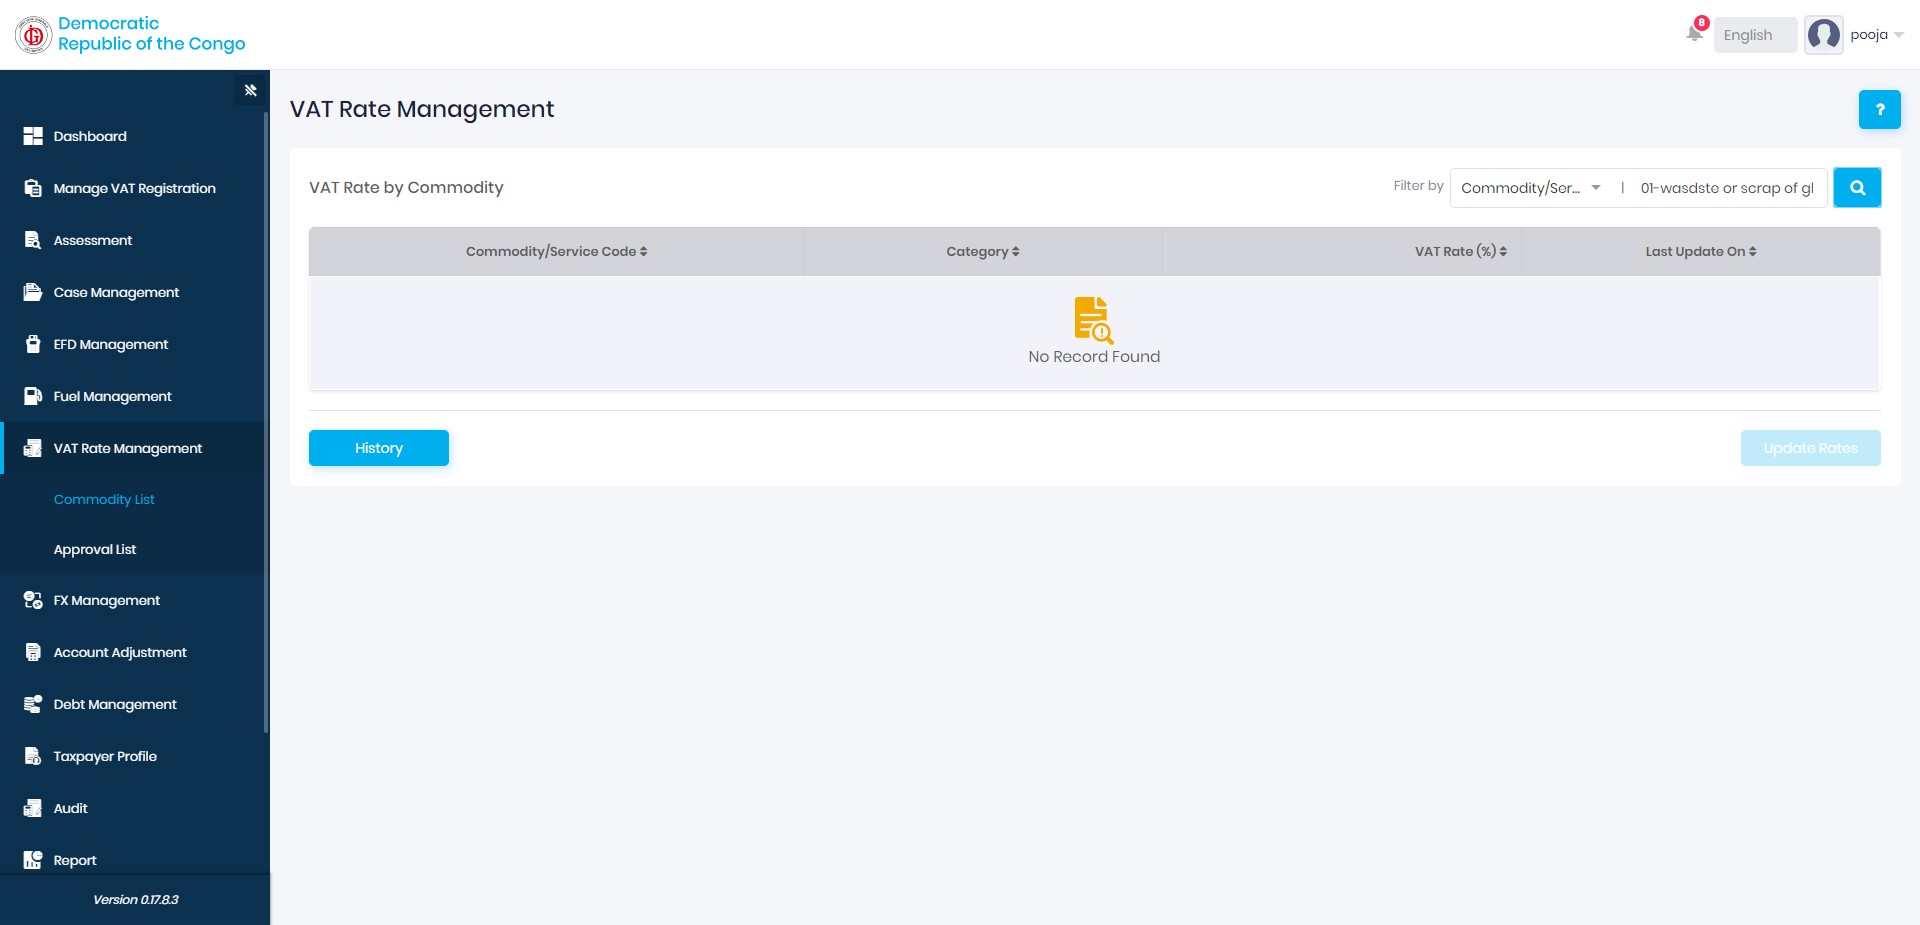 Democratic
Republic of the Congo
8
English
pooja
Dashboard
Manage VAT Registration
Assessment
Case Management
EFD Management
Fuel Management
VAT Rate Management
Commodity List
Approval List
FX Management
Account Adjustment
Debt Management
Taxpayer Profile
Audit
Report
Version 0.17.8.3
VAT Rate Management
?
VAT Rate by Commodity
Filter by
Commodity/Ser...
| 01-wasdste or scrap of gl
Commodity/Service Code
Category
VAT Rate (%)
Last Update On
No Record Found
History
Update Rates